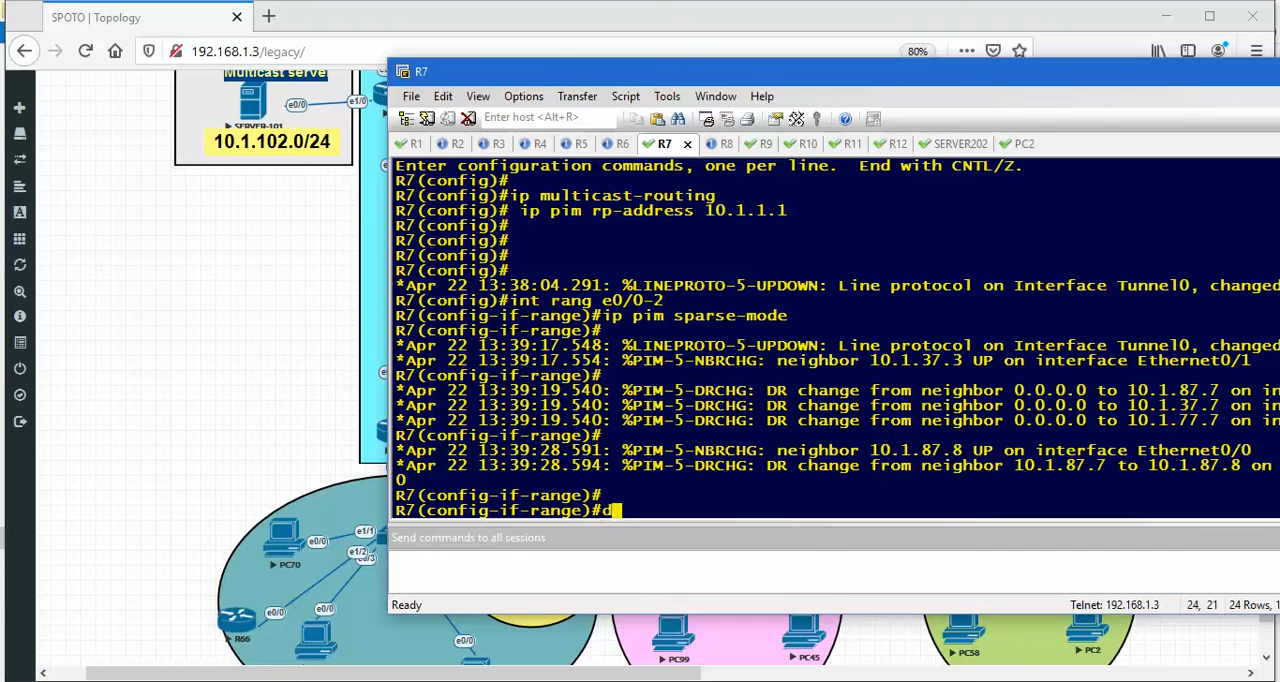 SPOTO | Topology
192.168.1.3/legacy/
80%
Multicast serve
e0/0
e1/0
SERVER-101
10.1.102.0/24
R7
File Edit View Options Transfer Script Tools Window Help
Enter host <Alt+R>
R1 R2 R3 R4 R5 R6 R7 R8 R9 R10 R11 R12 SERVER202 PC2
Enter configuration commands, one per line.  End with CNTL/Z.
R7(config)#
R7(config)#ip multicast-routing
R7(config)# ip pim rp-address 10.1.1.1
R7(config)#
R7(config)#
R7(config)#
R7(config)#
*Apr 22 13:38:04.291: %LINEPROTO-5-UPDOWN: Line protocol on Interface Tunnel0, changed
R7(config)#int rang e0/0-2
R7(config-if-range)#ip pim sparse-mode
R7(config-if-range)#
*Apr 22 13:39:17.548: %LINEPROTO-5-UPDOWN: Line protocol on Interface Tunnel0, changed
*Apr 22 13:39:17.554: %PIM-5-NBRCHG: neighbor 10.1.37.3 UP on interface Ethernet0/1
R7(config-if-range)#
*Apr 22 13:39:19.540: %PIM-5-DRCHG: DR change from neighbor 0.0.0.0 to 10.1.87.7 on in
*Apr 22 13:39:19.540: %PIM-5-DRCHG: DR change from neighbor 0.0.0.0 to 10.1.37.7 on in
*Apr 22 13:39:19.540: %PIM-5-DRCHG: DR change from neighbor 0.0.0.0 to 10.1.77.7 on in
R7(config-if-range)#
*Apr 22 13:39:28.591: %PIM-5-NBRCHG: neighbor 10.1.87.8 UP on interface Ethernet0/0
*Apr 22 13:39:28.594: %PIM-5-DRCHG: DR change from neighbor 10.1.87.7 to 10.1.87.8 on
0
R7(config-if-range)#
R7(config-if-range)#d
Send commands to all sessions
Ready
Telnet: 192.168.1.3
24, 21
24 Rows, 1
e1/1
PC70
e0/0
e1/2
e0/3
e0/0
e0/0
R66
e0/0
PC99
PC45
PC58
PC2